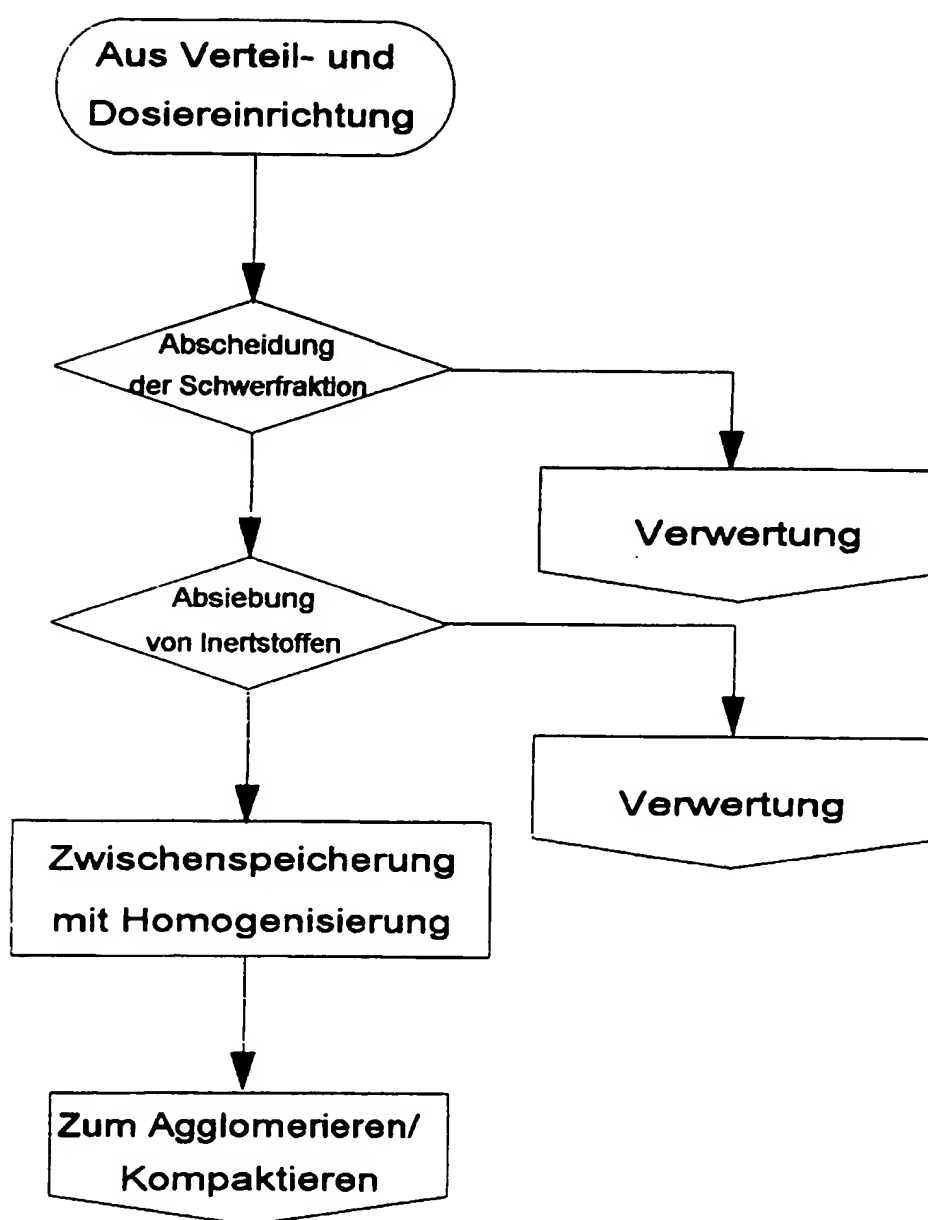 Aus Verteil- und
Dosiereinrichtung
Abscheidung
der Schwerfraktion
Verwertung
Absiebung
von Inertstoffen
Verwertung
Zwischenspeicherung
mit Homogenisierung
Zum Agglomerieren/
Kompaktieren